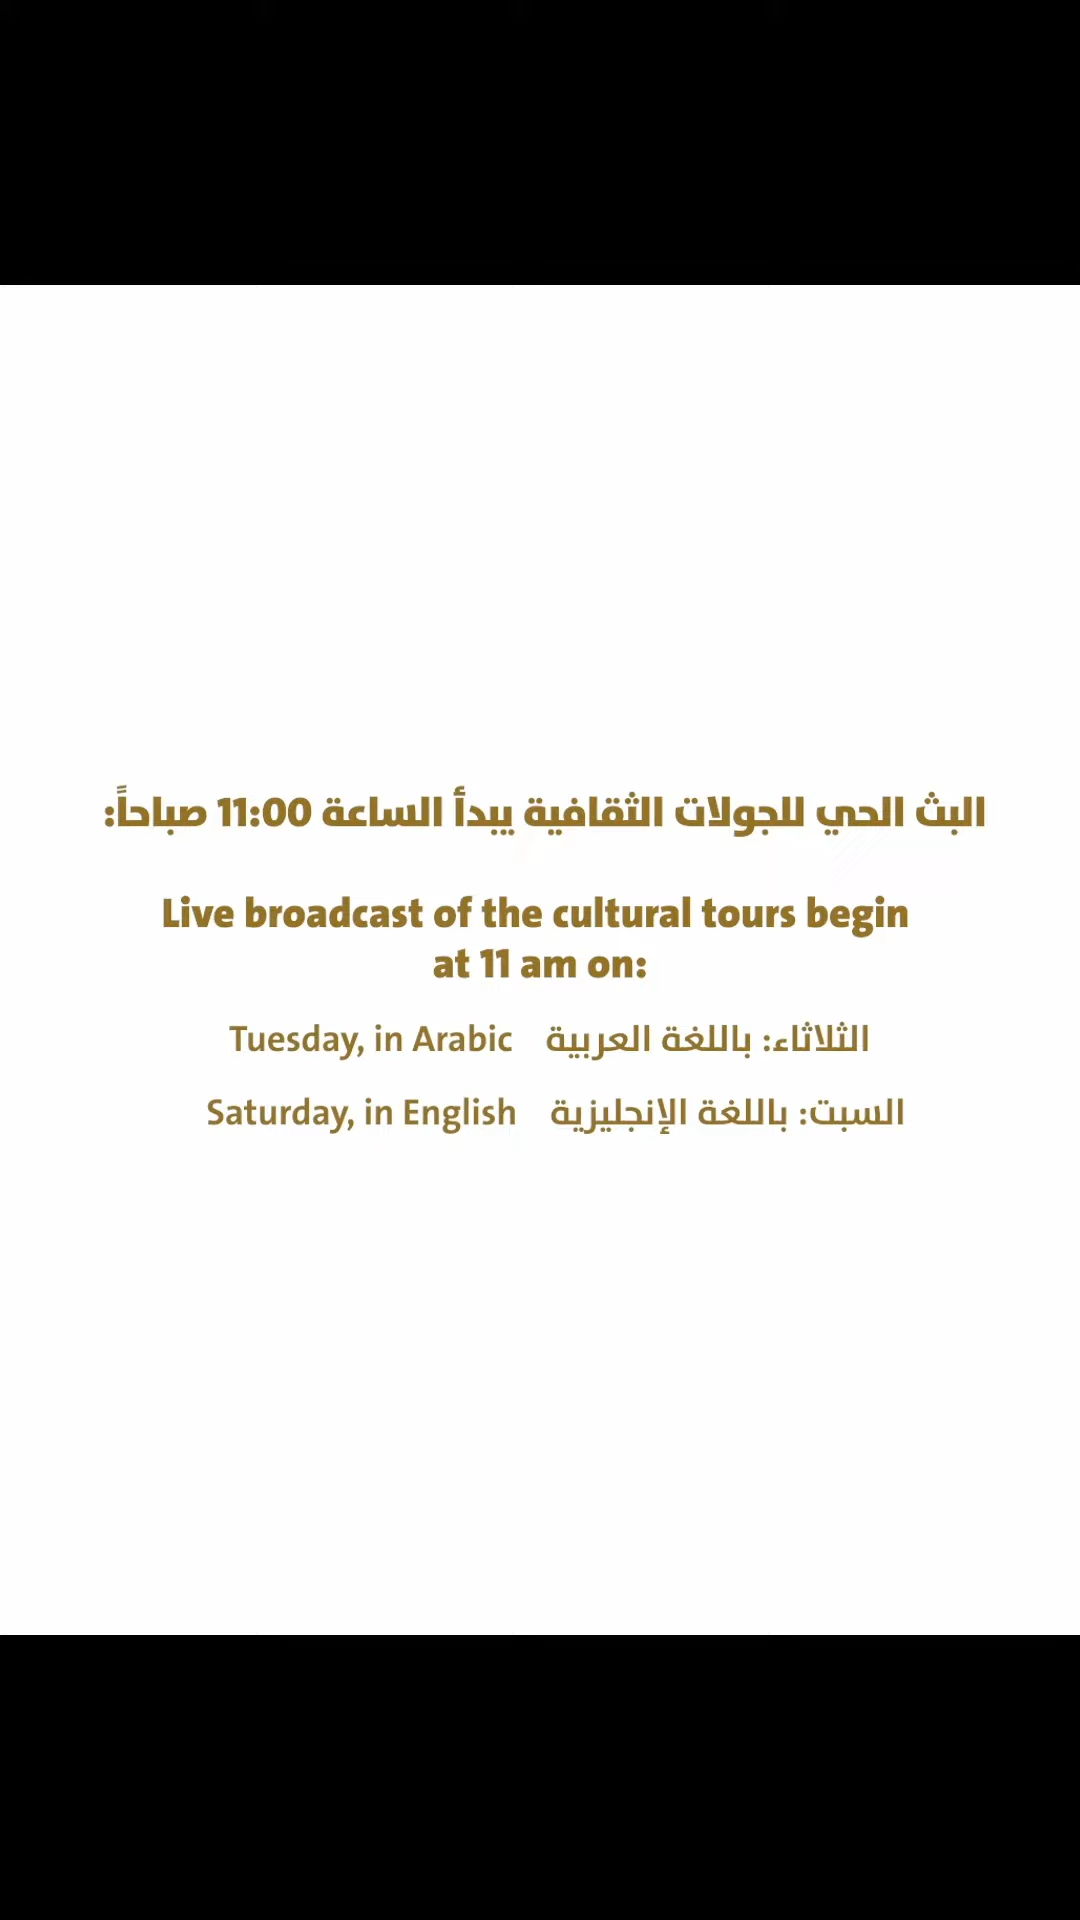 البث الحي للجولات الثقافية يبدأ الساعة 11:00 صباحاً:
Live broadcast of the cultural tours begin
at 11 am on:
Tuesday, in Arabic الثلاثاء: باللغة العربية
Saturday, in English السبت: باللغة الإنجليزية